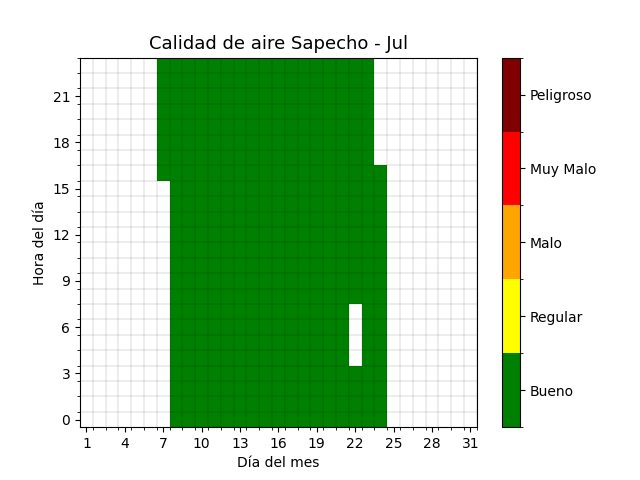 Calidad de aire Sapecho - Jul
Hora del día
21
18
15
12
9
6
3
0
1 4 7 10 13 16 19 22 25 28 31
Día del mes
Peligroso
Muy Malo
Malo
Regular
Bueno